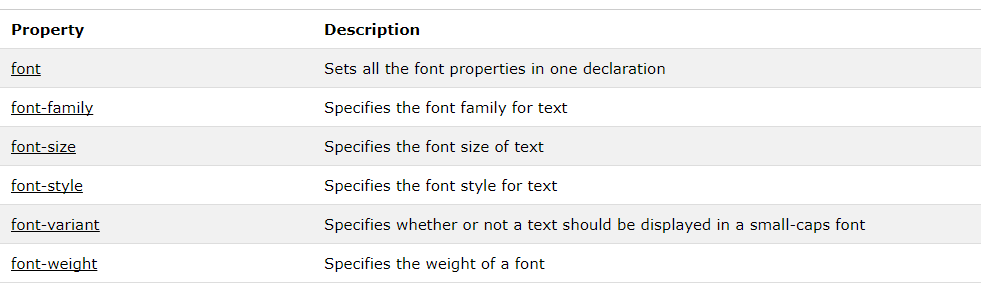 Property Description
font Sets all the font properties in one declaration
font-family Specifies the font family for text
font-size Specifies the font size of text
font-style Specifies the font style for text
font-variant Specifies whether or not a text should be displayed in a small-caps font
font-weight Specifies the weight of a font